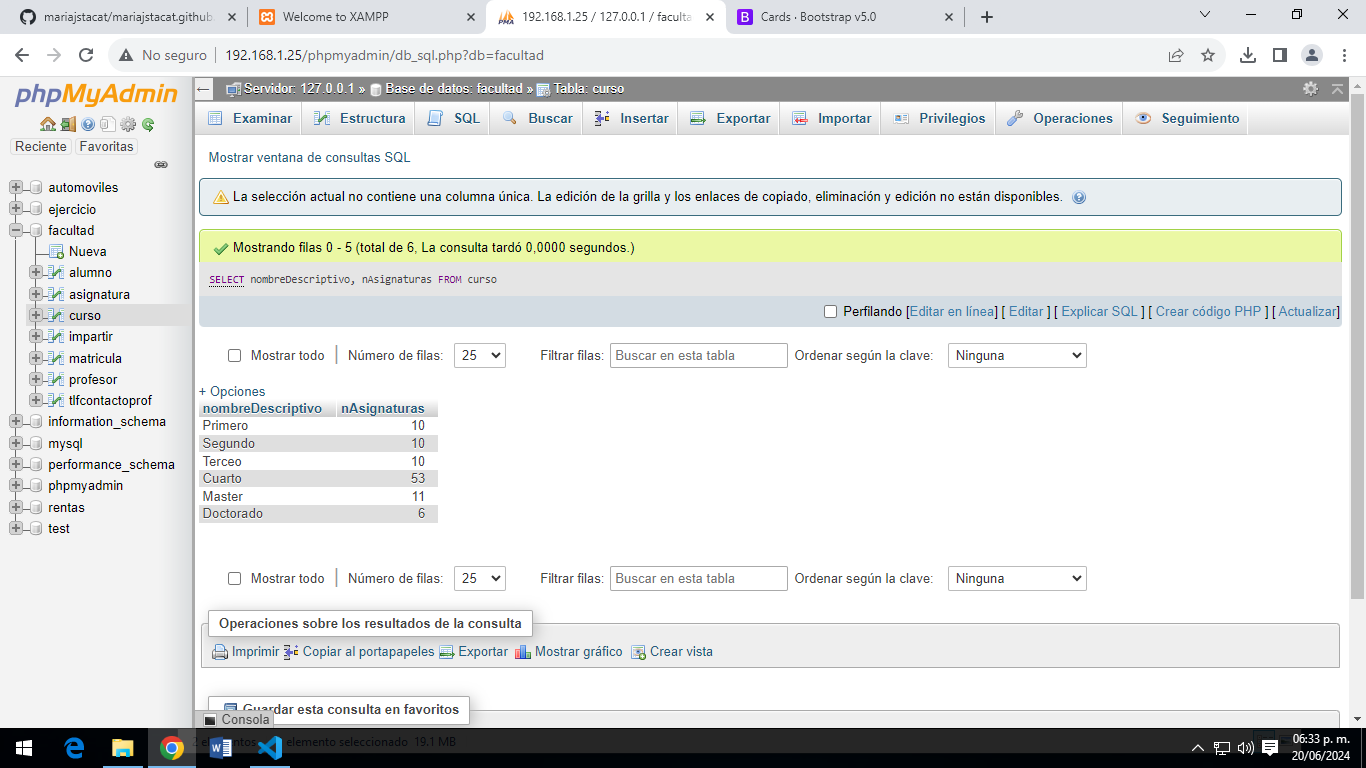 mariajstacat/mariajstacat.github
Welcome to XAMPP
192.168.1.25 / 127.0.0.1 / faculta
Cards · Bootstrap v5.0
No seguro
192.168.1.25/phpmyadmin/db_sql.php?db=facultad
phpMyAdmin
Reciente Favoritas
automoviles
ejercicio
facultad
Nueva
alumno
asignatura
curso
impartir
matricula
profesor
tlfcontactoprof
information_schema
mysql
performance_schema
phpmyadmin
rentas
test
Servidor: 127.0.0.1 » Base de datos: facultad » Tabla: curso
Examinar Estructura SQL Buscar Insertar Exportar Importar Privilegios Operaciones Seguimiento
Mostrar ventana de consultas SQL
La selección actual no contiene una columna única. La edición de la grilla y los enlaces de copiado, eliminación y edición no están disponibles.
Mostrando filas 0 - 5 (total de 6, La consulta tardó 0,0000 segundos.)
SELECT nombreDescriptivo, nAsignaturas FROM curso
Perfilando [Editar en línea] [ Editar ] [ Explicar SQL ] [ Crear código PHP ] [ Actualizar]
Mostrar todo | Número de filas: 25 Filtrar filas: Buscar en esta tabla Ordenar según la clave: Ninguna
+ Opciones
nombreDescriptivo nAsignaturas
Primero 10
Segundo 10
Terceo 10
Cuarto 53
Master 11
Doctorado 6
Mostrar todo | Número de filas: 25 Filtrar filas: Buscar en esta tabla Ordenar según la clave: Ninguna
Operaciones sobre los resultados de la consulta
Imprimir Copiar al portapapeles Exportar Mostrar gráfico Crear vista
Guardar esta consulta en favoritos
Consola
elemento seleccionado 19.1 MB
06:33 p. m.
20/06/2024